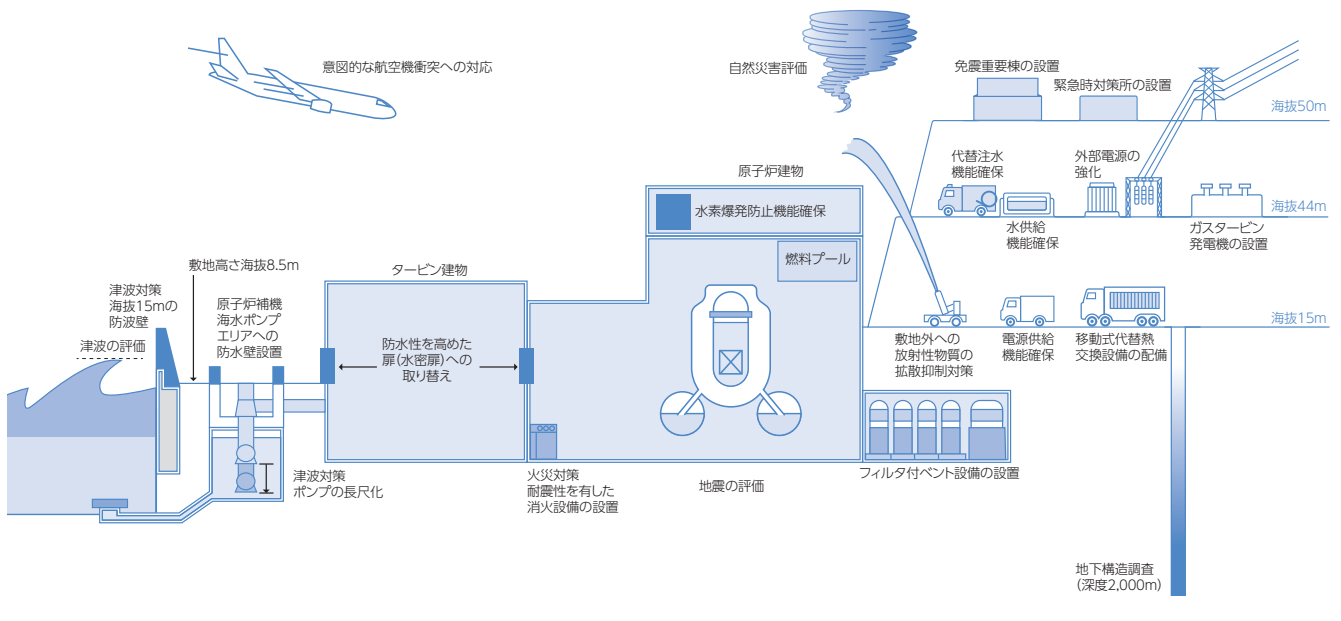 意図的な航空機衝突への対応
自然災害評価
免震重要棟の設置
緊急時対策所の設置
海抜50m
代替注水
機能確保
外部電源の
強化
水供給
機能確保
ガスタービン
発電機の設置
海抜44m
原子炉建物
水素爆発防止機能確保
燃料プール
敷地高さ海抜8.5m
タービン建物
津波対策
海抜15mの
防波壁
津波の評価
原子炉補機
海水ポンプ
エリアへの
防水壁設置
防水性を高めた
扉(水密扉)への
取り替え
海抜15m
敷地外への
放射性物質の
拡散抑制対策
電源供給
機能確保
移動式代替熱
交換設備の配備
津波対策
ポンプの長尺化
火災対策
耐震性を有した
消火設備の設置
地震の評価
フィルタ付ベント設備の設置
地下構造調査
(深度2,000m)